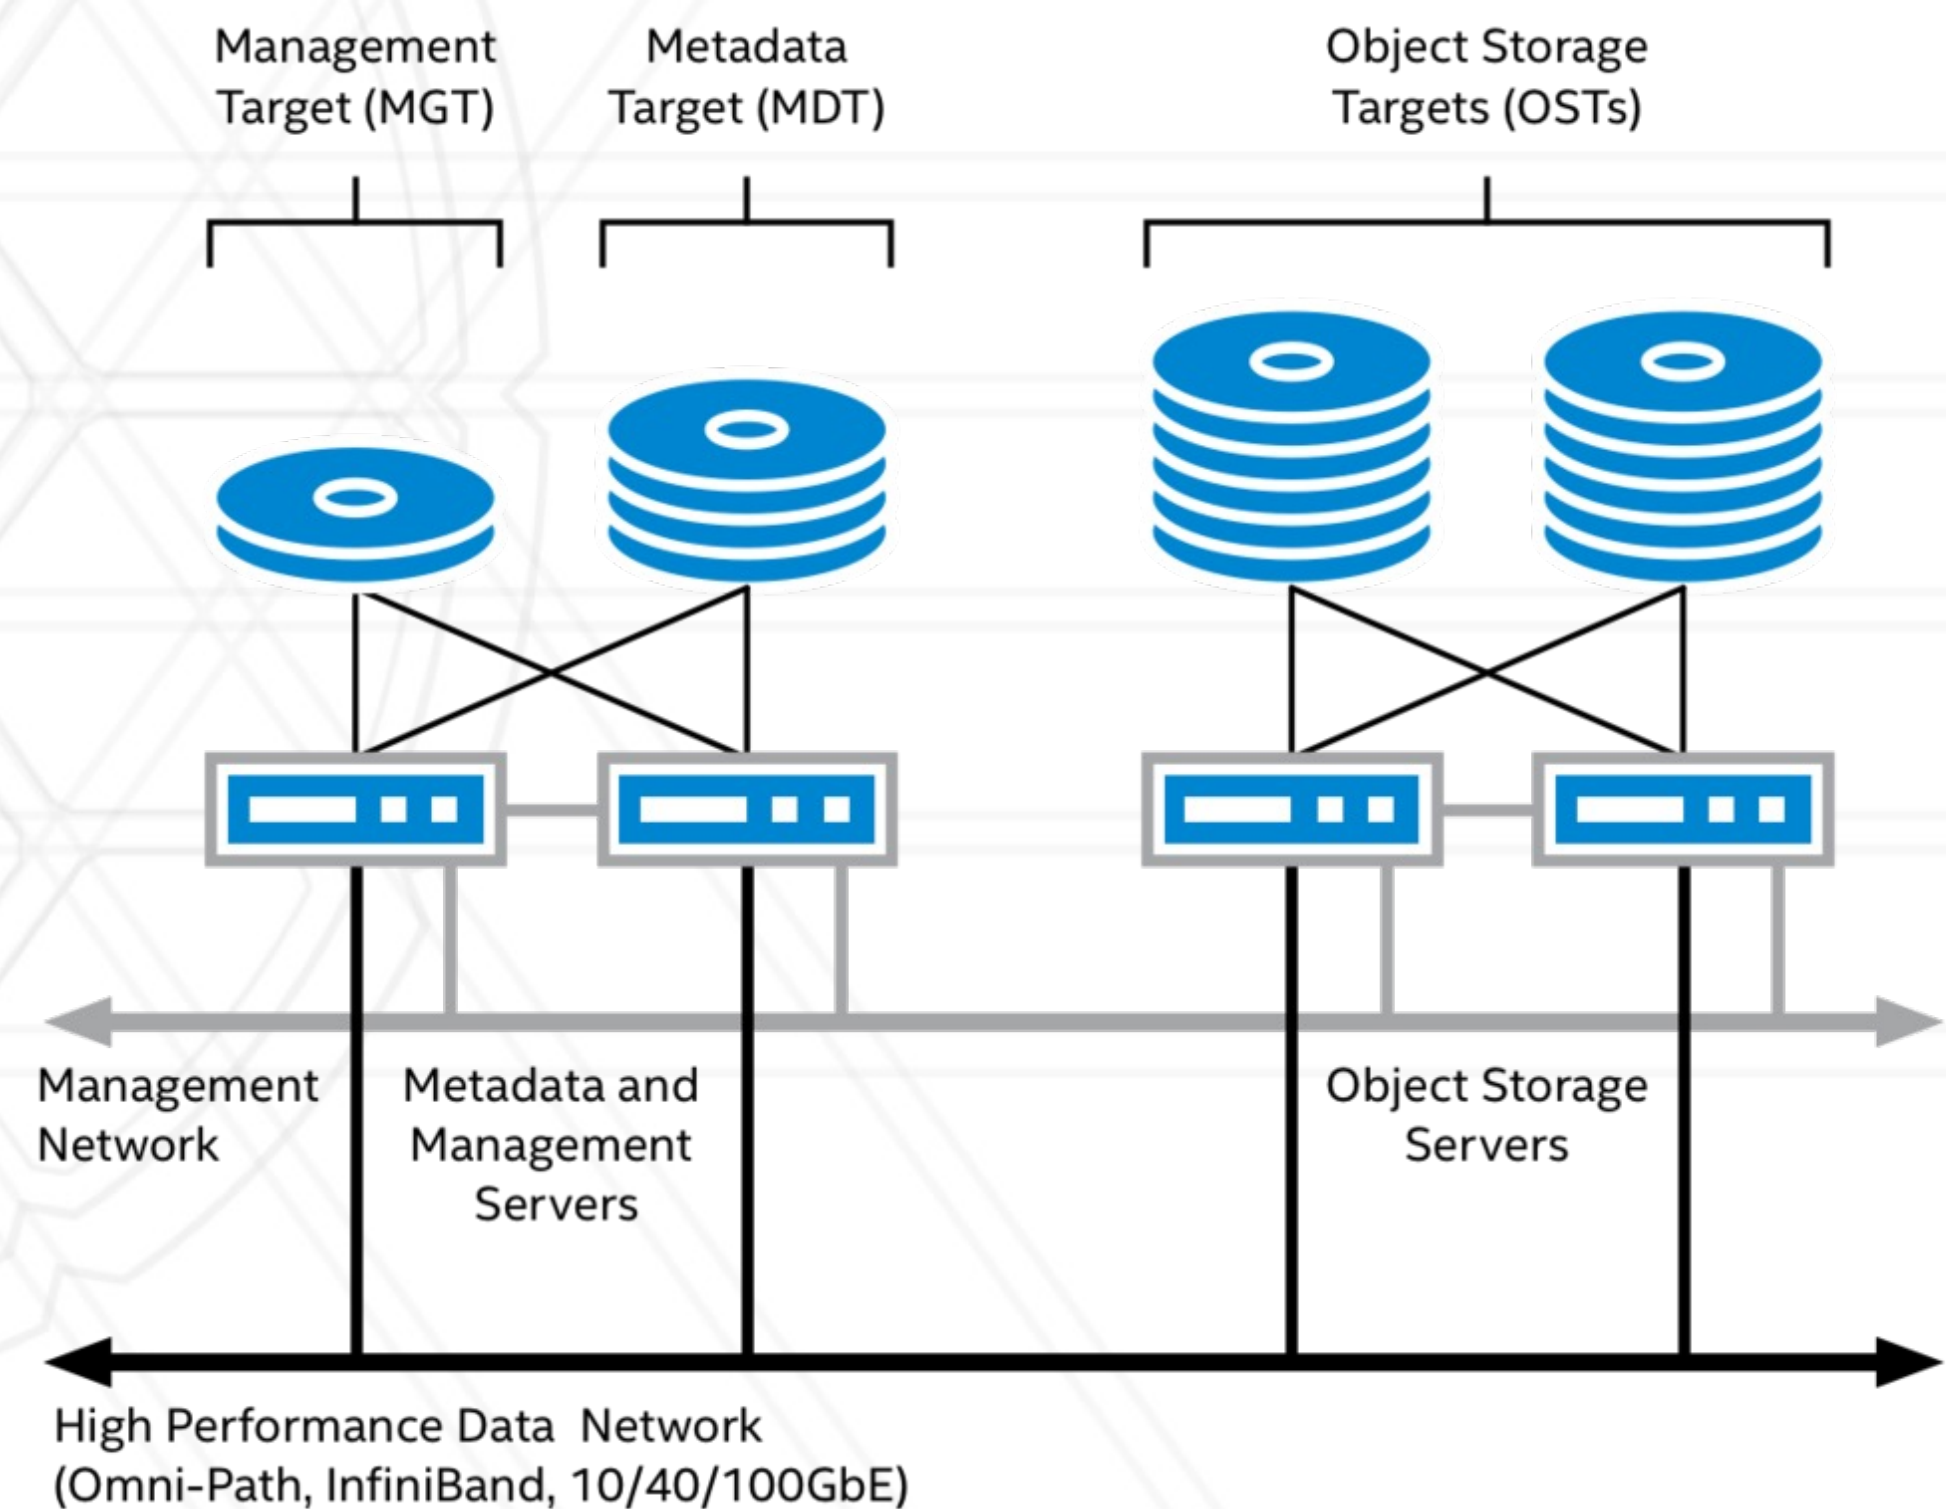 Management
Target (MGT)
Metadata
Target (MDT)
Object Storage
Targets (OSTs)
Management
Network
Metadata and
Management
Servers
Object Storage
Servers
High Performance Data Network
(Omni-Path, InfiniBand, 10/40/100GbE)